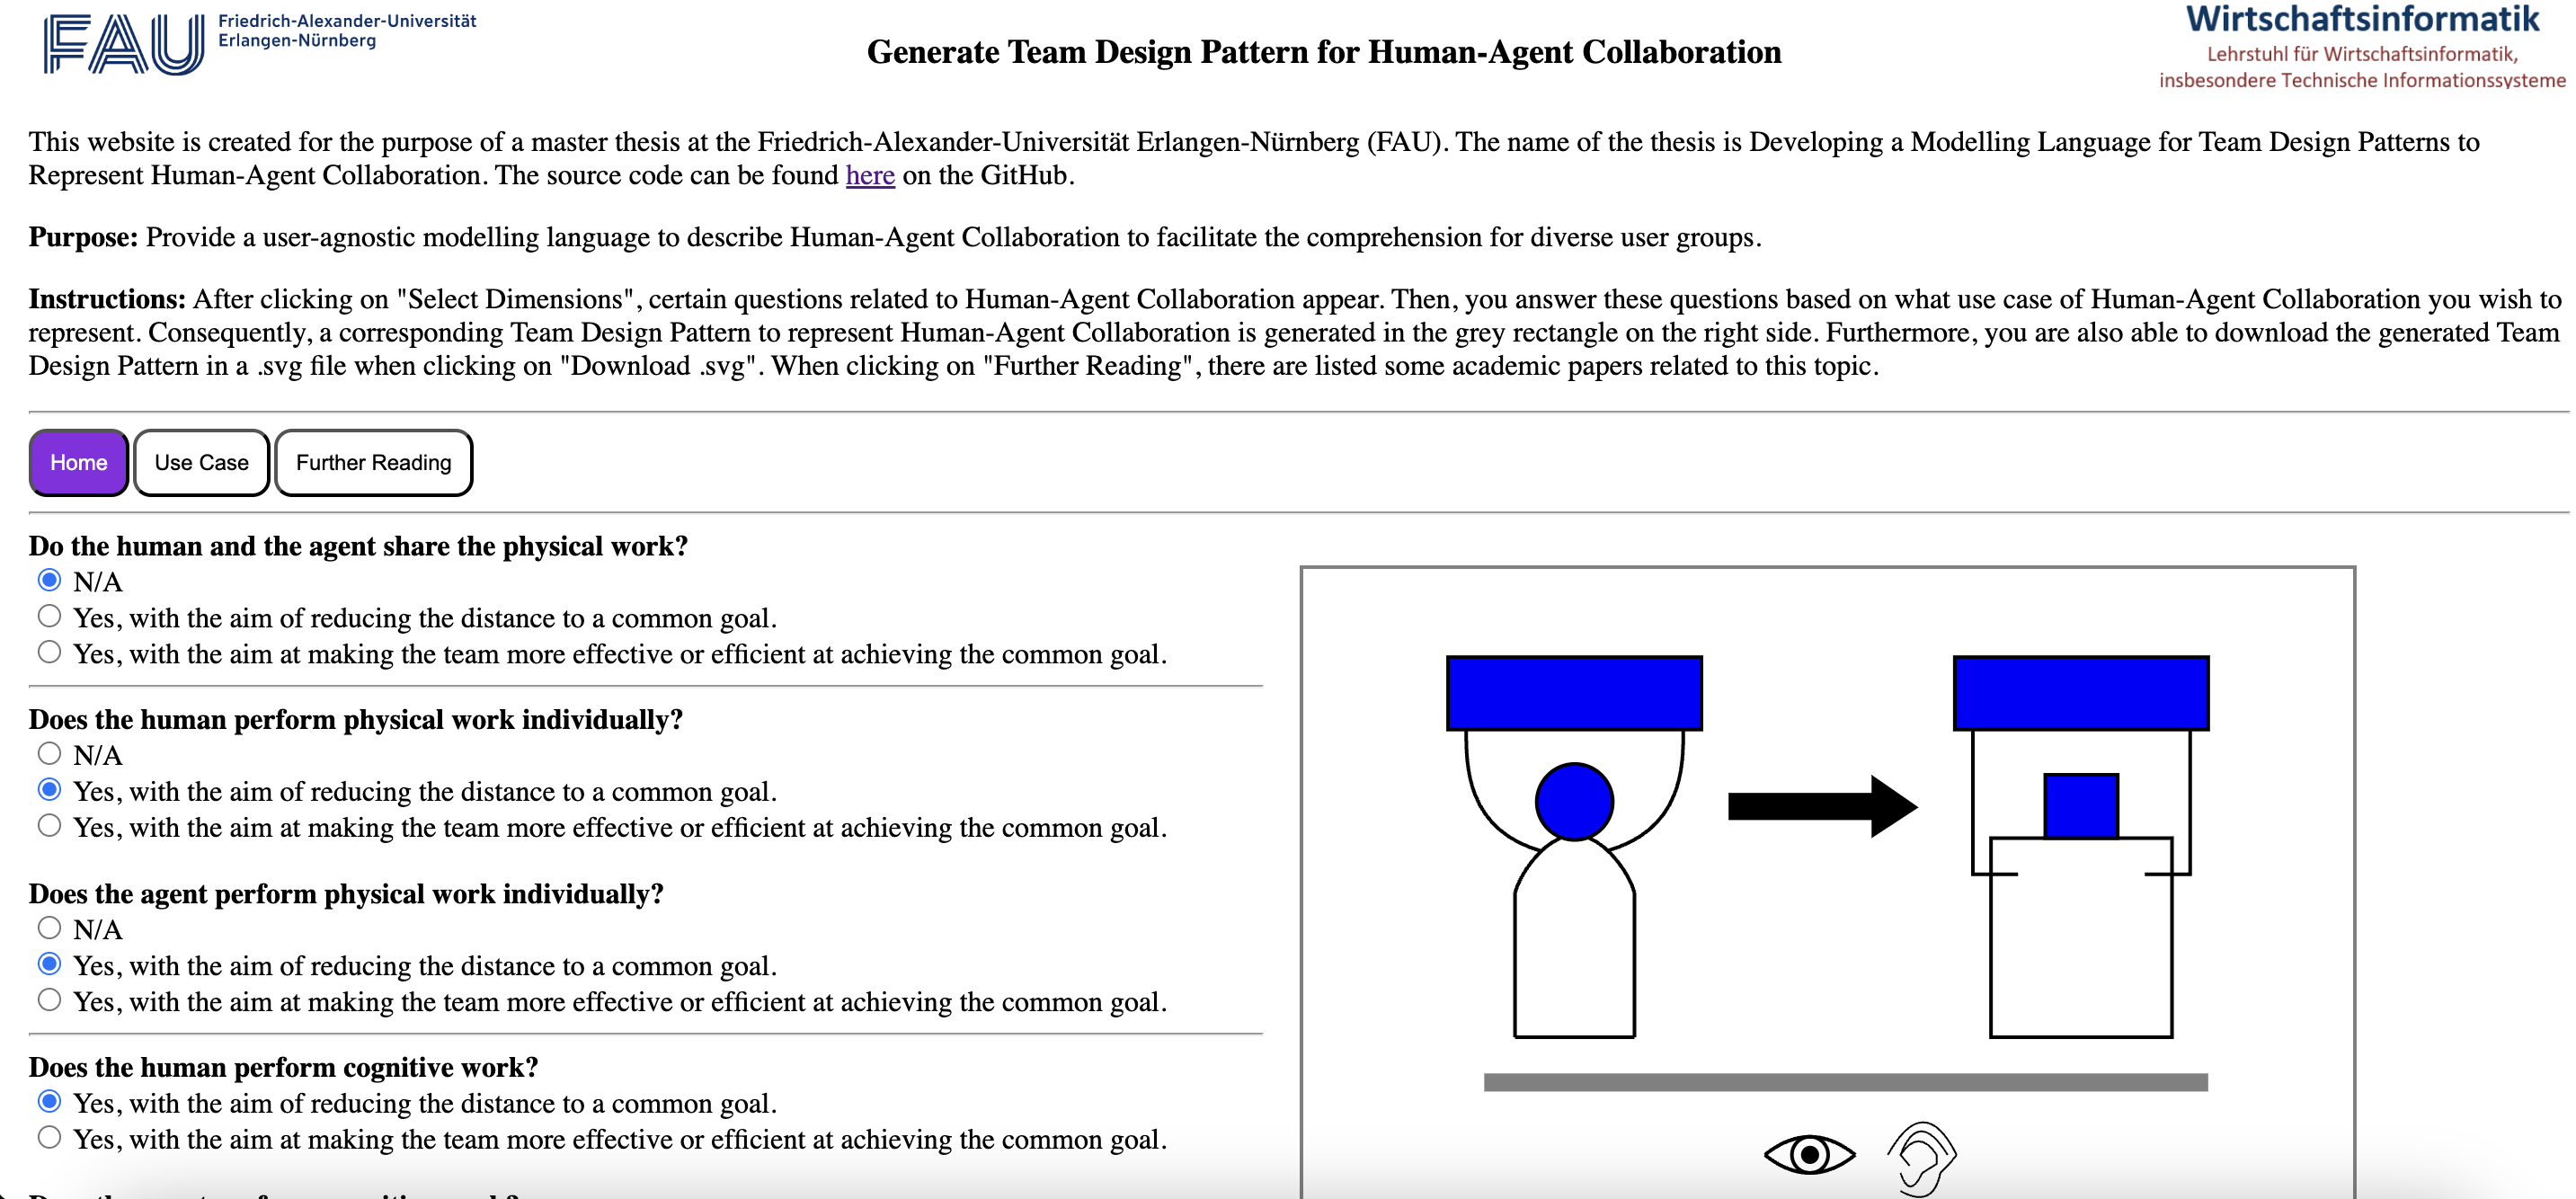 FAU
Friedrich-Alexander-Universität
Erlangen-Nürnberg
Generate Team Design Pattern for Human-Agent Collaboration
Wirtschaftsinformatik
Lehrstuhl für Wirtschaftsinformatik,
insbesondere Technische Informationssysteme
This website is created for the purpose of a master thesis at the Friedrich-Alexander-Universität Erlangen-Nürnberg (FAU). The name of the thesis is Developing a Modelling Language for Team Design Patterns to
Represent Human-Agent Collaboration. The source code can be found here on the GitHub.
Purpose: Provide a user-agnostic modelling language to describe Human-Agent Collaboration to facilitate the comprehension for diverse user groups.
Instructions: After clicking on "Select Dimensions", certain questions related to Human-Agent Collaboration appear. Then, you answer these questions based on what use case of Human-Agent Collaboration you wish to
represent. Consequently, a corresponding Team Design Pattern to represent Human-Agent Collaboration is generated in the grey rectangle on the right side. Furthermore, you are also able to download the generated Team
Design Pattern in a .svg file when clicking on "Download .svg". When clicking on "Further Reading", there are listed some academic papers related to this topic.
Home
Use Case
Further Reading
Do the human and the agent share the physical work?
N/A
Yes, with the aim of reducing the distance to a common goal.
Yes, with the aim at making the team more effective or efficient at achieving the common goal.
Does the human perform physical work individually?
N/A
Yes, with the aim of reducing the distance to a common goal.
Yes, with the aim at making the team more effective or efficient at achieving the common goal.
Does the agent perform physical work individually?
N/A
Yes, with the aim of reducing the distance to a common goal.
Yes, with the aim at making the team more effective or efficient at achieving the common goal.
Does the human perform cognitive work?
Yes, with the aim of reducing the distance to a common goal.
Yes, with the aim at making the team more effective or efficient at achieving the common goal.